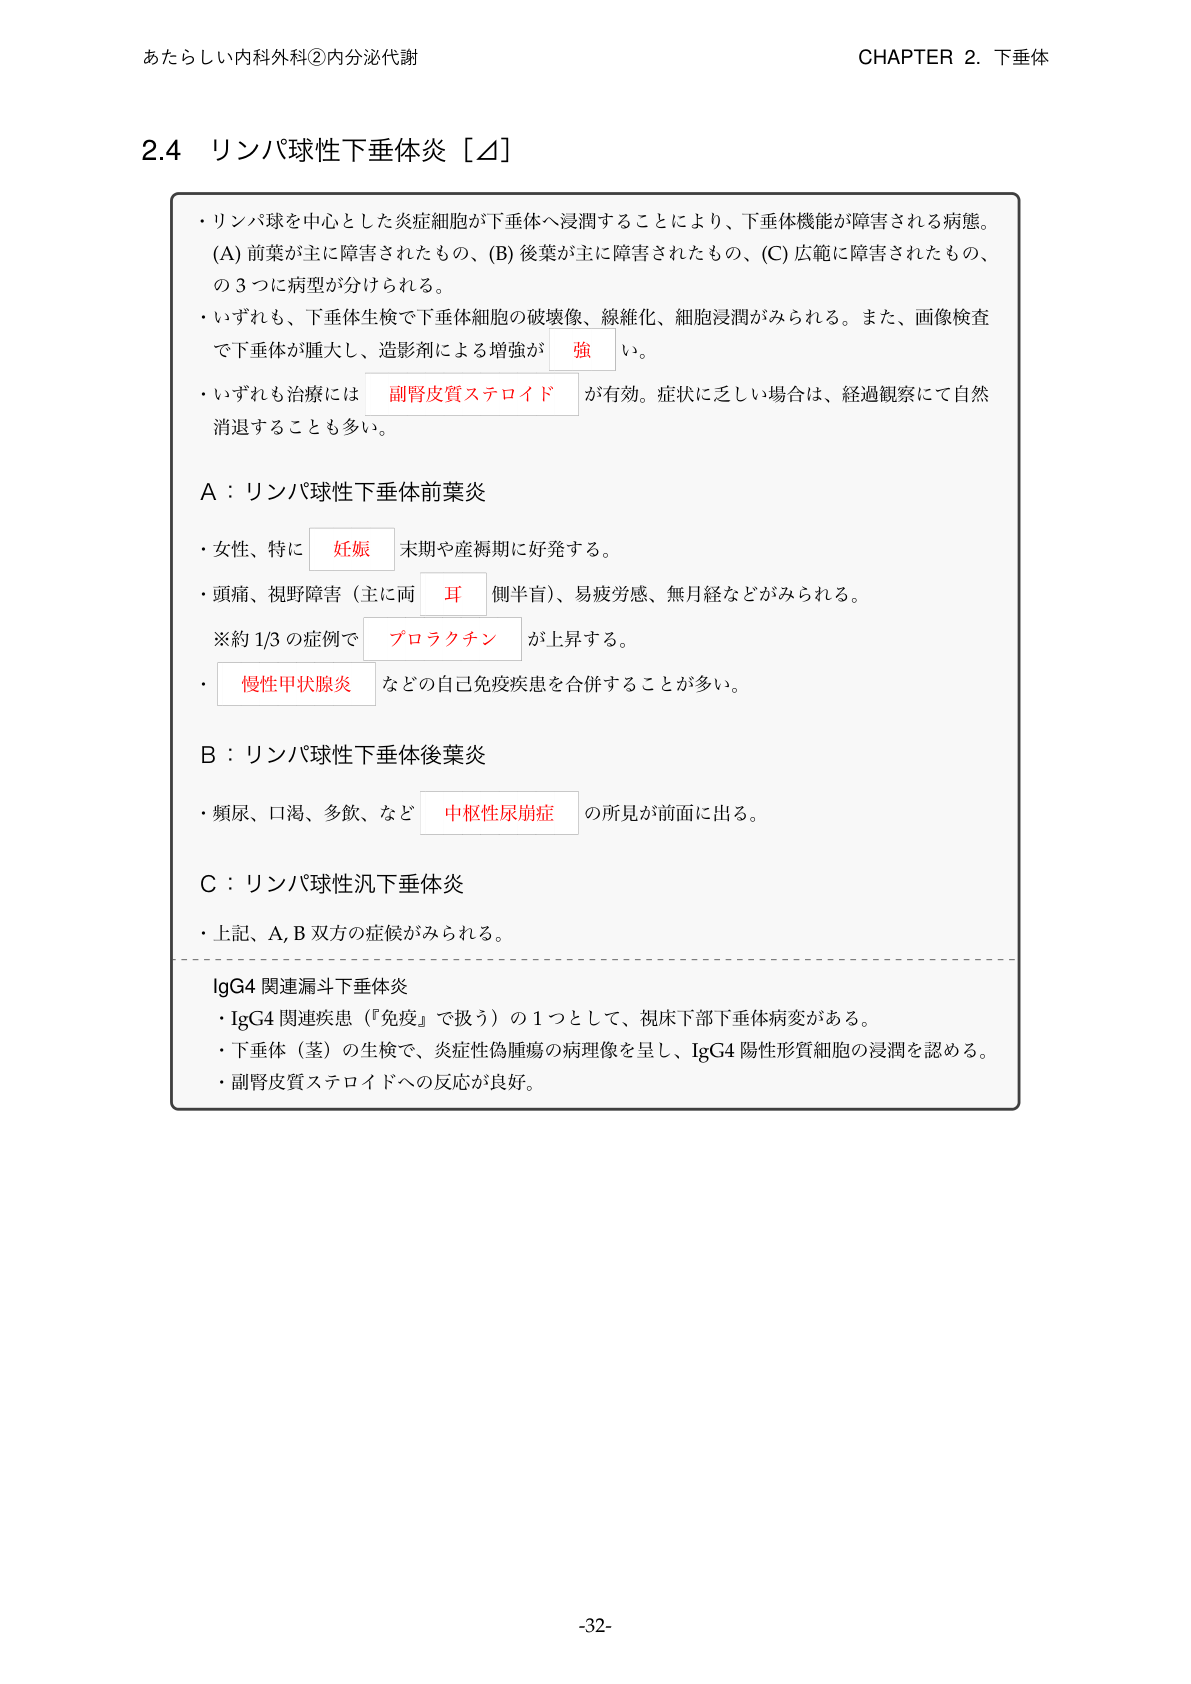 あたらしい内科外科②内分泌代謝
CHAPTER 2. 下垂体
2.4 リンパ球性下垂体炎［⊿］
・リンパ球を中心とした炎症細胞が下垂体へ浸潤することにより、下垂体機能が障害される病態。
(A) 前葉が主に障害されたもの、(B) 後葉が主に障害されたもの、(C) 広範に障害されたもの、
の 3 つに病型が分けられる。
・いずれも、下垂体生検で下垂体細胞の破壊像、線維化、細胞浸潤がみられる。また、画像検査
で下垂体が腫大し、造影剤による増強が 強 い。
・いずれも治療には 副腎皮質ステロイド が有効。症状に乏しい場合は、経過観察にて自然
消退することも多い。
A：リンパ球性下垂体前葉炎
・女性、特に 妊娠 末期や産褥期に好発する。
・頭痛、視野障害（主に両 耳 側半盲）、易疲労感、無月経などがみられる。
※約 1/3 の症例で プロラクチン が上昇する。
・ 慢性甲状腺炎 などの自己免疫疾患を合併することが多い。
B：リンパ球性下垂体後葉炎
・頻尿、口渇、多飲、など 中枢性尿崩症 の所見が前面に出る。
C：リンパ球性汎下垂体炎
・上記、A, B 双方の症候がみられる。
IgG4 関連漏斗下垂体炎
・IgG4 関連疾患（『免疫』で扱う）の 1 つとして、視床下部下垂体病変がある。
・下垂体（茎）の生検で、炎症性偽腫瘍の病理像を呈し、IgG4 陽性形質細胞の浸潤を認める。
・副腎皮質ステロイドへの反応が良好。
-32-